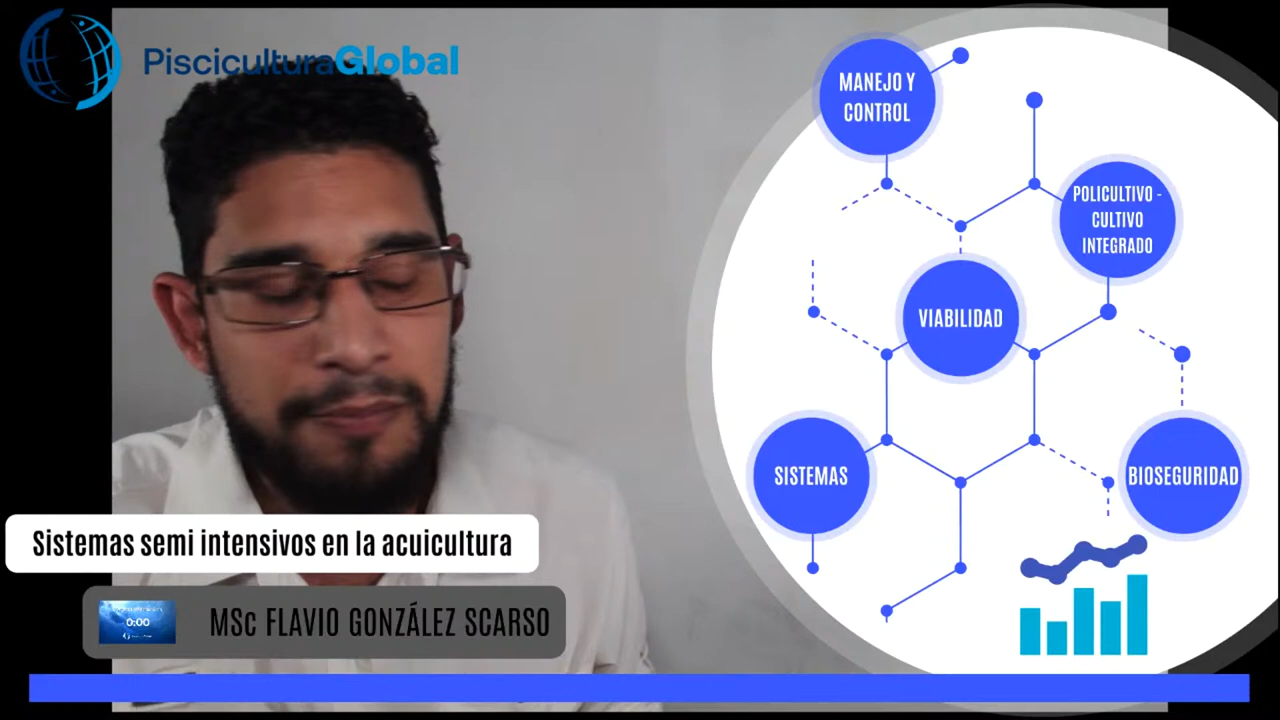 PisciculturaGlobal
MANEJO Y
CONTROL
POLICULTIVO -
CULTIVO
INTEGRADO
VIABILIDAD
SISTEMAS
BIOSEGURIDAD
Sistemas semi intensivos en la acuicultura
0:00
MSc FLAVIO GONZÁLEZ SCARSO